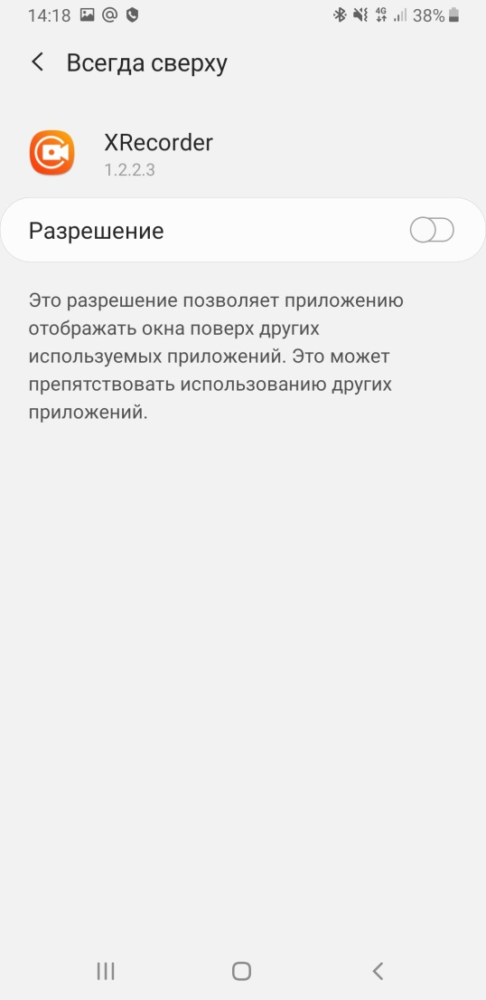 14:18 4G 38%
Всегда сверху
XRecorder
1.2.2.3
Разрешение
Это разрешение позволяет приложению
отображать окна поверх других
используемых приложений. Это может
препятствовать использованию других
приложений.